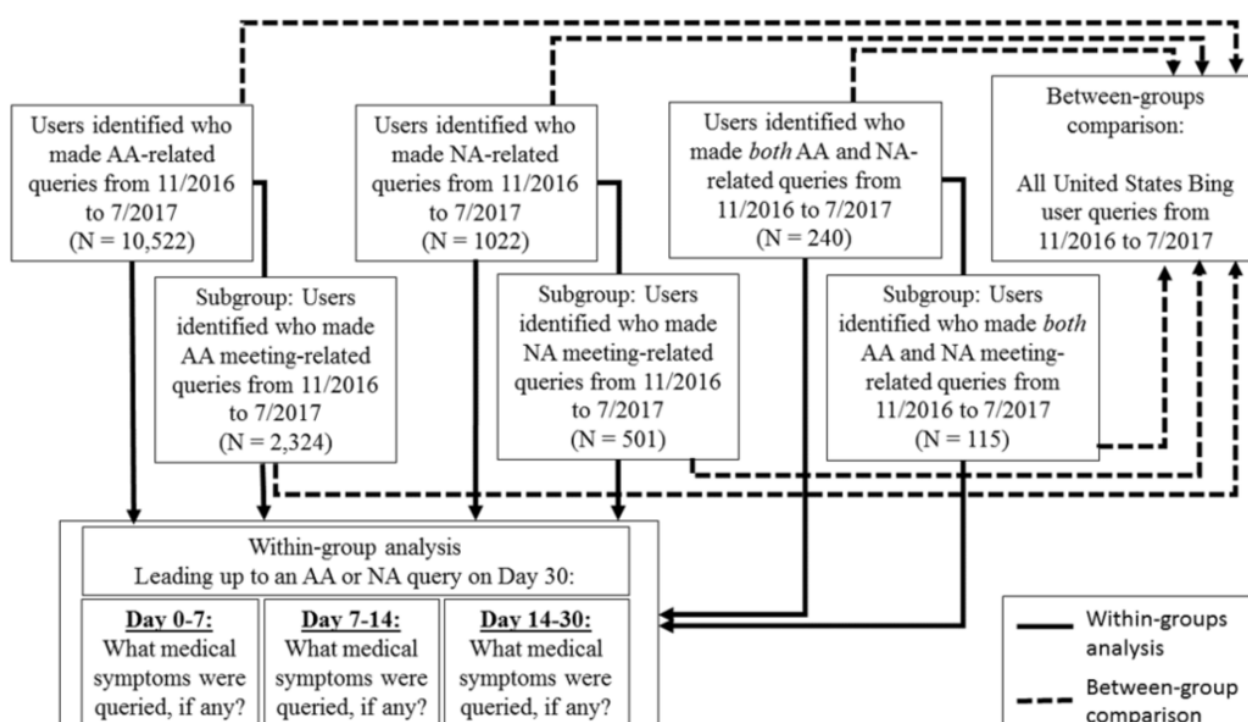 Users identified who
made AA-related
queries from 11/2016
to 7/2017
(N = 10,522)
Users identified who
made NA-related
queries from 11/2016
to 7/2017
(N = 1022)
Users identified who
made both AA and NA-
related queries from
11/2016 to 7/2017
(N = 240)
Between-groups
comparison:
All United States Bing
user queries from
11/2016 to 7/2017
Subgroup: Users
identified who made
AA meeting-related
queries from 11/2016
to 7/2017
(N = 2,324)
Subgroup: Users
identified who made
NA meeting-related
queries from 11/2016
to 7/2017
(N = 501)
Subgroup: Users
identified who made both
AA and NA meeting-
related queries from
11/2016 to 7/2017
(N = 115)
Within-group analysis
Leading up to an AA or NA query on Day 30:
Day 0-7:
What medical
symptoms were
queried, if any?
Day 7-14:
What medical
symptoms were
queried, if any?
Day 14-30:
What medical
symptoms were
queried, if any?
Within-groups
analysis
Between-group
comparison